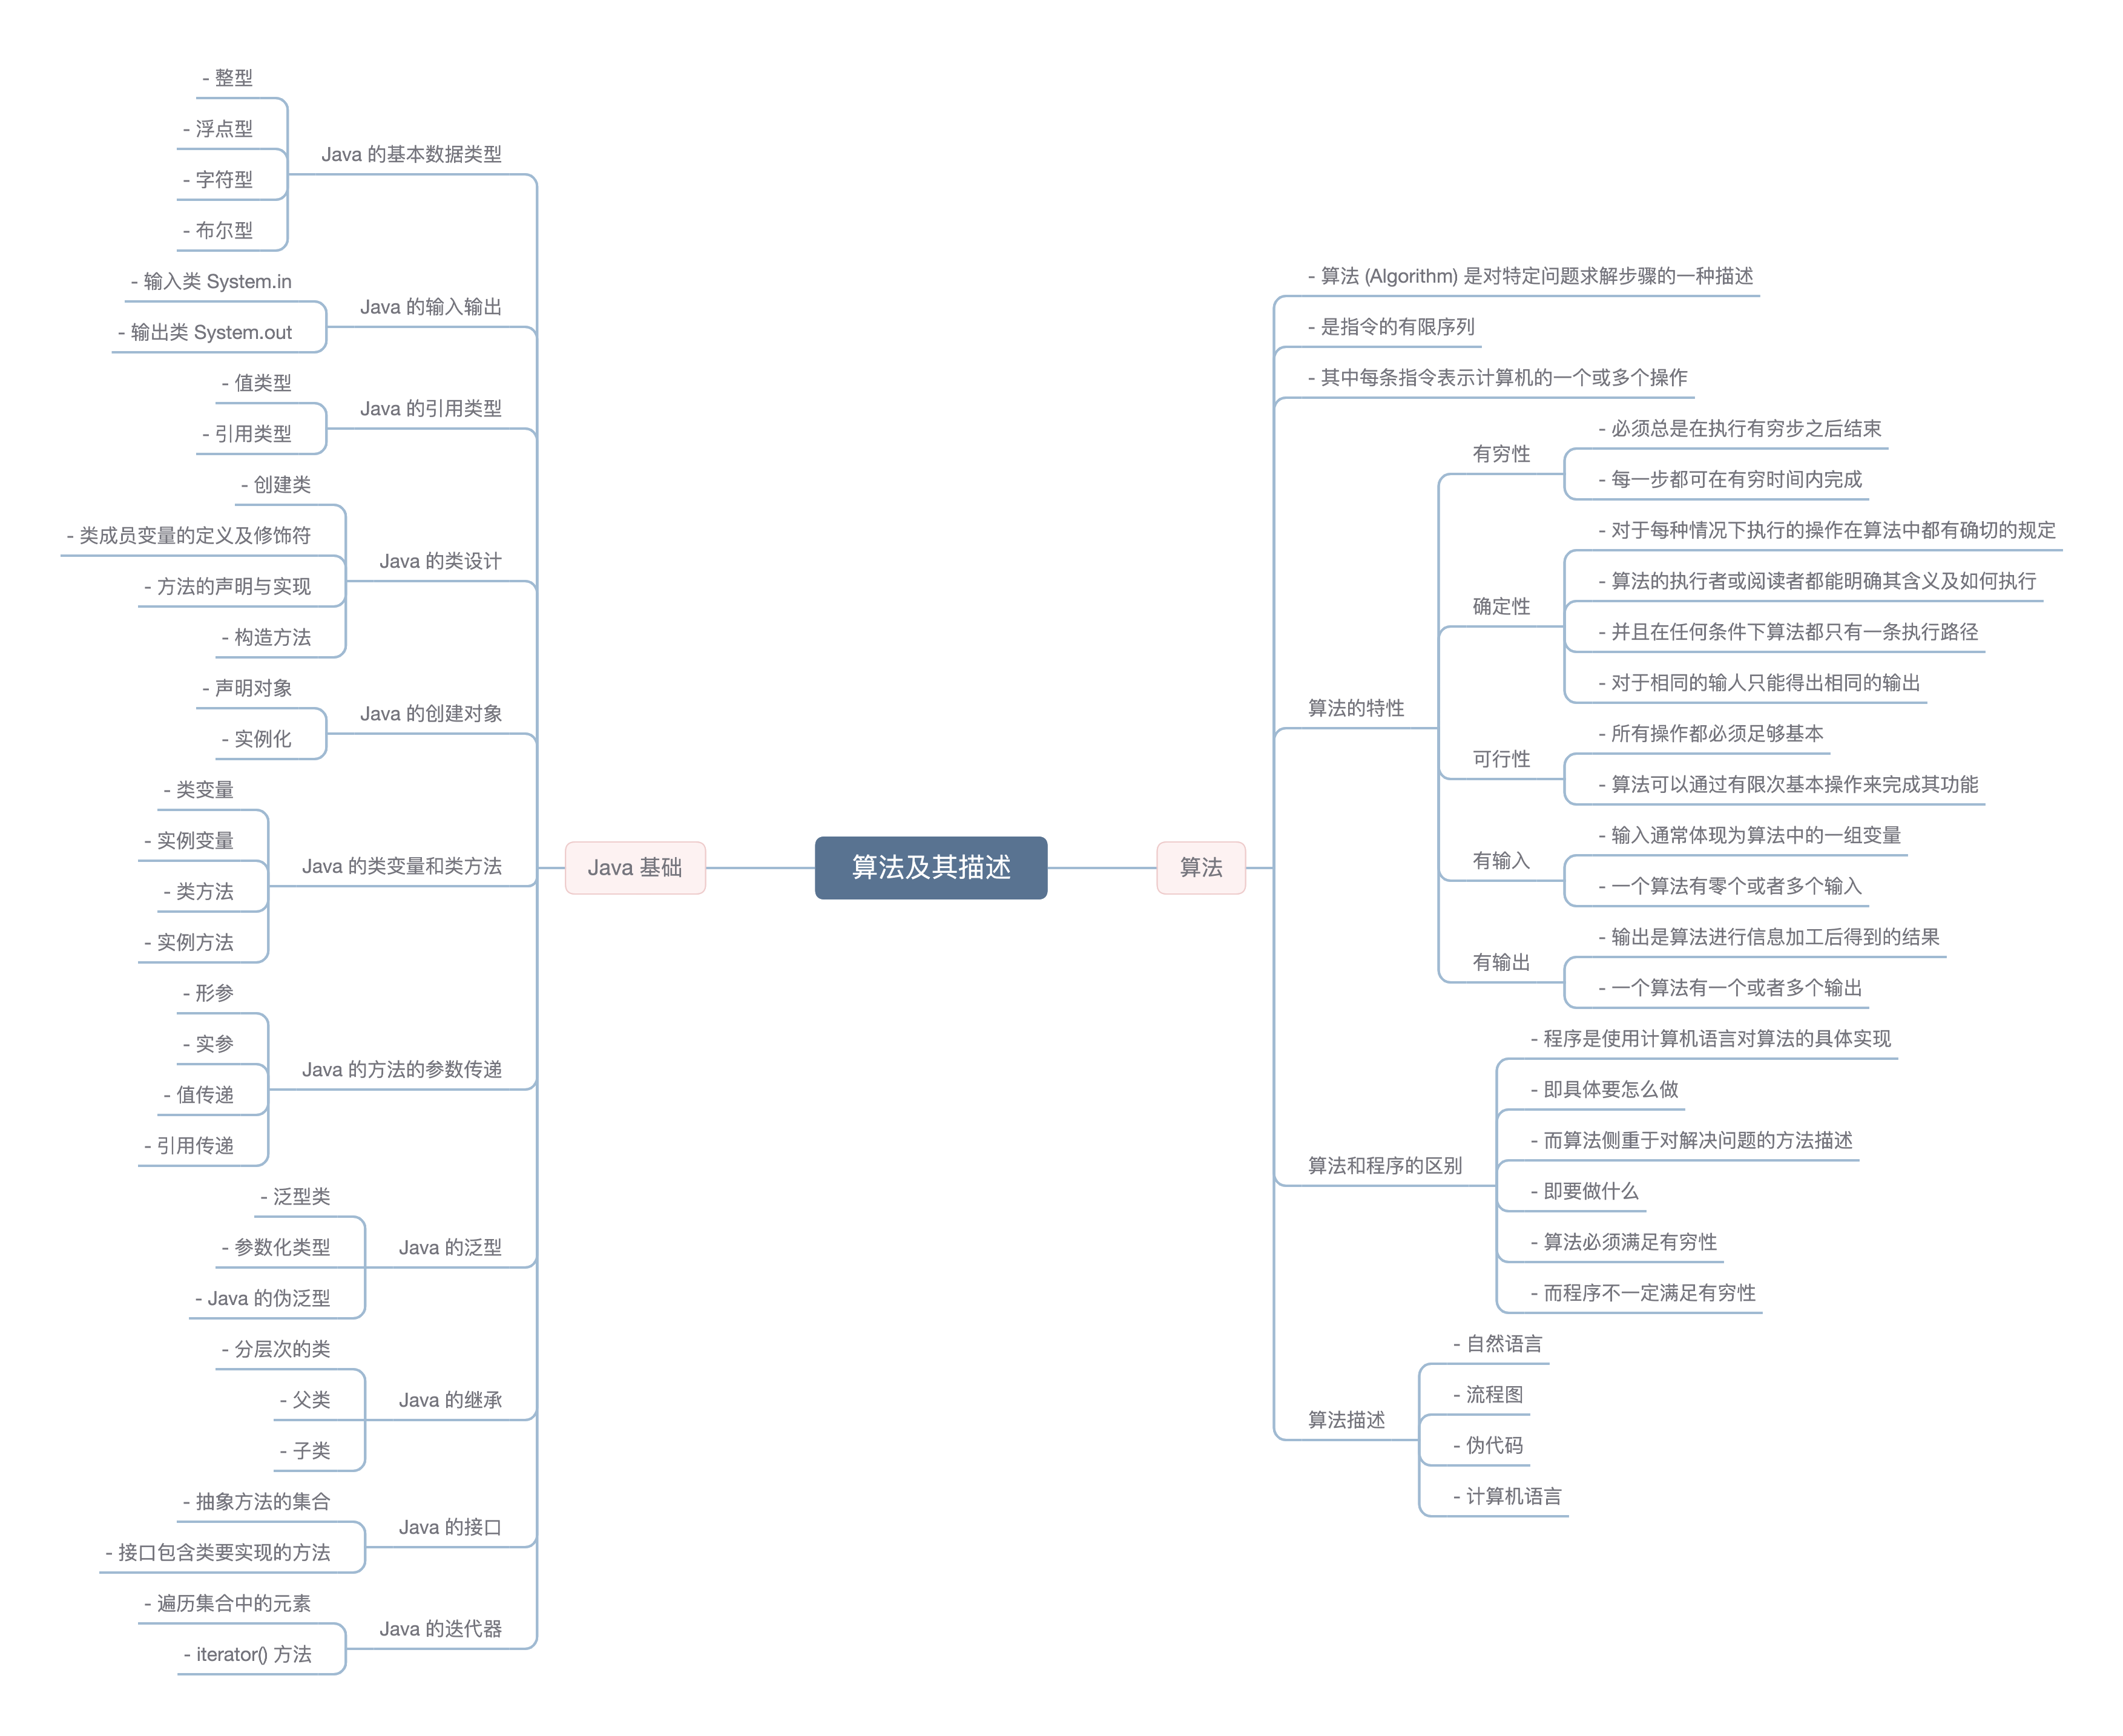 算法及其描述
Java 基础
Java 的基本数据类型
- 整型
- 浮点型
- 字符型
- 布尔型
Java 的输入输出
- 输入类 System.in
- 输出类 System.out
Java 的引用类型
- 值类型
- 引用类型
Java 的类设计
- 创建类
- 类成员变量的定义及修饰符
- 方法的声明与实现
- 构造方法
Java 的创建对象
- 声明对象
- 实例化
Java 的类变量和类方法
- 类变量
- 实例变量
- 类方法
- 实例方法
Java 的方法的参数传递
- 形参
- 实参
- 值传递
- 引用传递
Java 的泛型
- 泛型类
- 参数化类型
- Java 的伪泛型
Java 的继承
- 分层次的类
- 父类
- 子类
Java 的接口
- 抽象方法的集合
- 接口包含类要实现的方法
Java 的迭代器
- 遍历集合中的元素
- iterator() 方法
算法
- 算法 (Algorithm) 是对特定问题求解步骤的一种描述
- 是指令的有限序列
- 其中每条指令表示计算机的一个或多个操作
算法的特性
有穷性
- 必须总是在执行有穷步之后结束
- 每一步都可在有穷时间内完成
确定性
- 对于每种情况下执行的操作在算法中都有确切的规定
- 算法的执行者或阅读者都能明确其含义及如何执行
- 并且在任何条件下算法都只有一条执行路径
- 对于相同的输人只能得出相同的输出
可行性
- 所有操作都必须足够基本
- 算法可以通过有限次基本操作来完成其功能
有输入
- 输入通常体现为算法中的一组变量
- 一个算法有零个或者多个输入
有输出
- 输出是算法进行信息加工后得到的结果
- 一个算法有一个或者多个输出
算法和程序的区别
- 程序是使用计算机语言对算法的具体实现
- 即具体要怎么做
- 而算法侧重于对解决问题的方法描述
- 即要做什么
- 算法必须满足有穷性
- 而程序不一定满足有穷性
算法描述
- 自然语言
- 流程图
- 伪代码
- 计算机语言